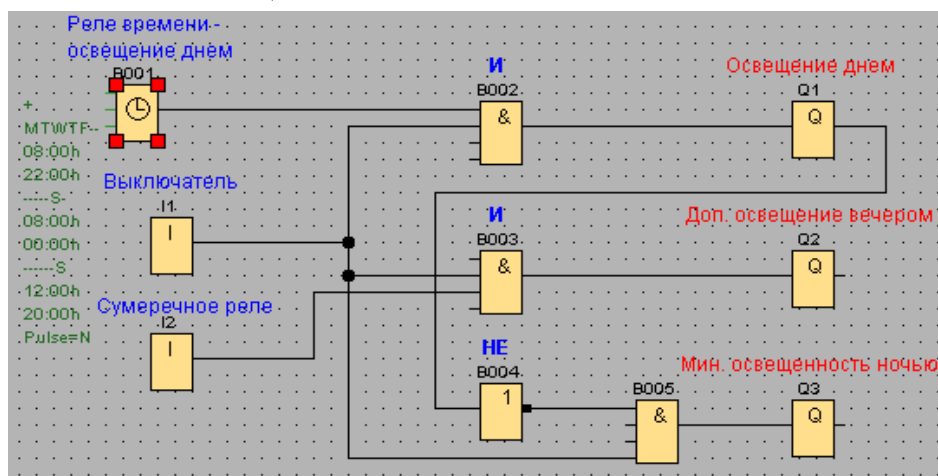 Реле времени -
освещение днем
B001
+
MTWTF--
08:00h
22:00h
-----S-
08:00h
00:00h
------S
12:00h
20:00h
Pulse=N
Выключатель
I1
I
Сумеречное реле
I2
I
И
B002
&
И
B003
&
НЕ
B004
1
B005
&
Освещение днем
Q1
Q
Доп. освещение вечером
Q2
Q
Мин. освещенность ночью
Q3
Q